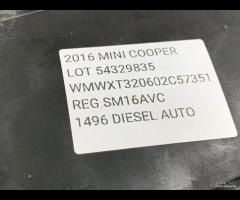 2016 MINI COOPER
LOT 54329835
WMWXT320602C57351
REG SM16AVC
1496 DIESEL AUTO